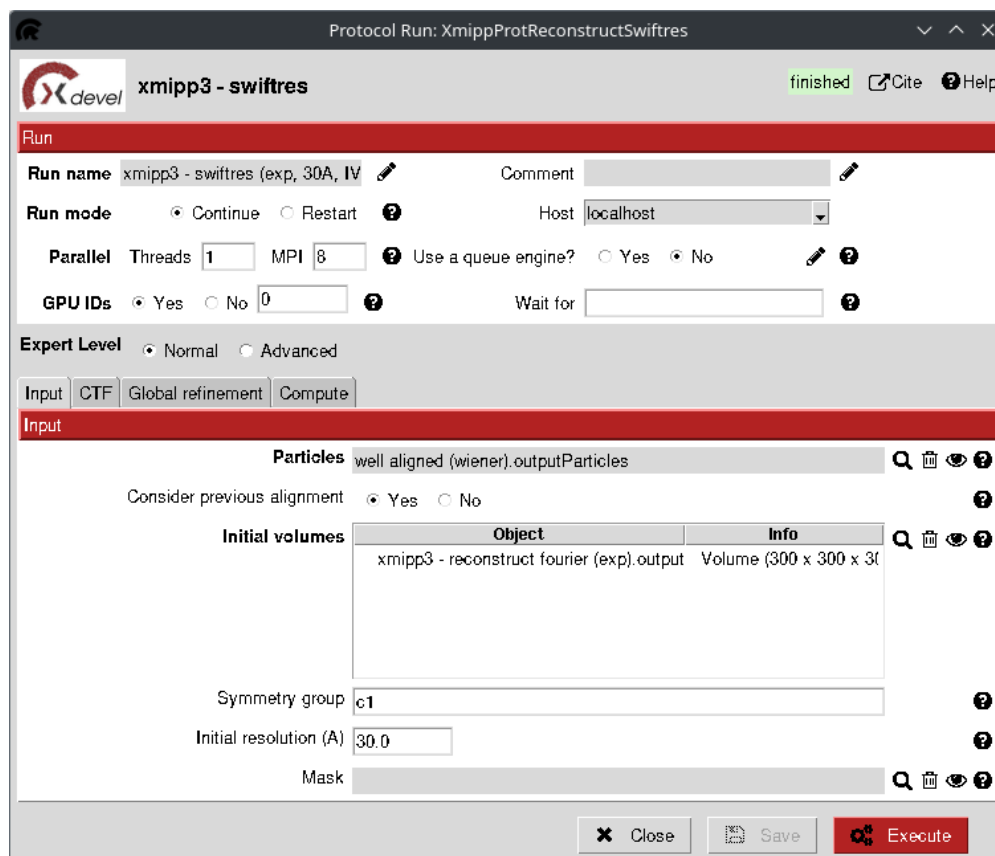 Protocol Run: XmippProtReconstructSwiftres
devel xmipp3 - swiftres finished Cite Help
Run
Run name xmipp3 - swiftres (exp, 30A, IV Comment
Run mode Continue Restart Host localhost
Parallel Threads 1 MPI 8 Use a queue engine? Yes No
GPU IDs Yes No 0 Wait for
Expert Level Normal Advanced
Input CTF Global refinement Compute
Input
Particles well aligned (wiener).outputParticles
Consider previous alignment Yes No
Initial volumes Object Info
xmipp3 - reconstruct fourier (exp).output Volume (300 x 300 x 30
Symmetry group c1
Initial resolution (A) 30.0
Mask
Close Save Execute